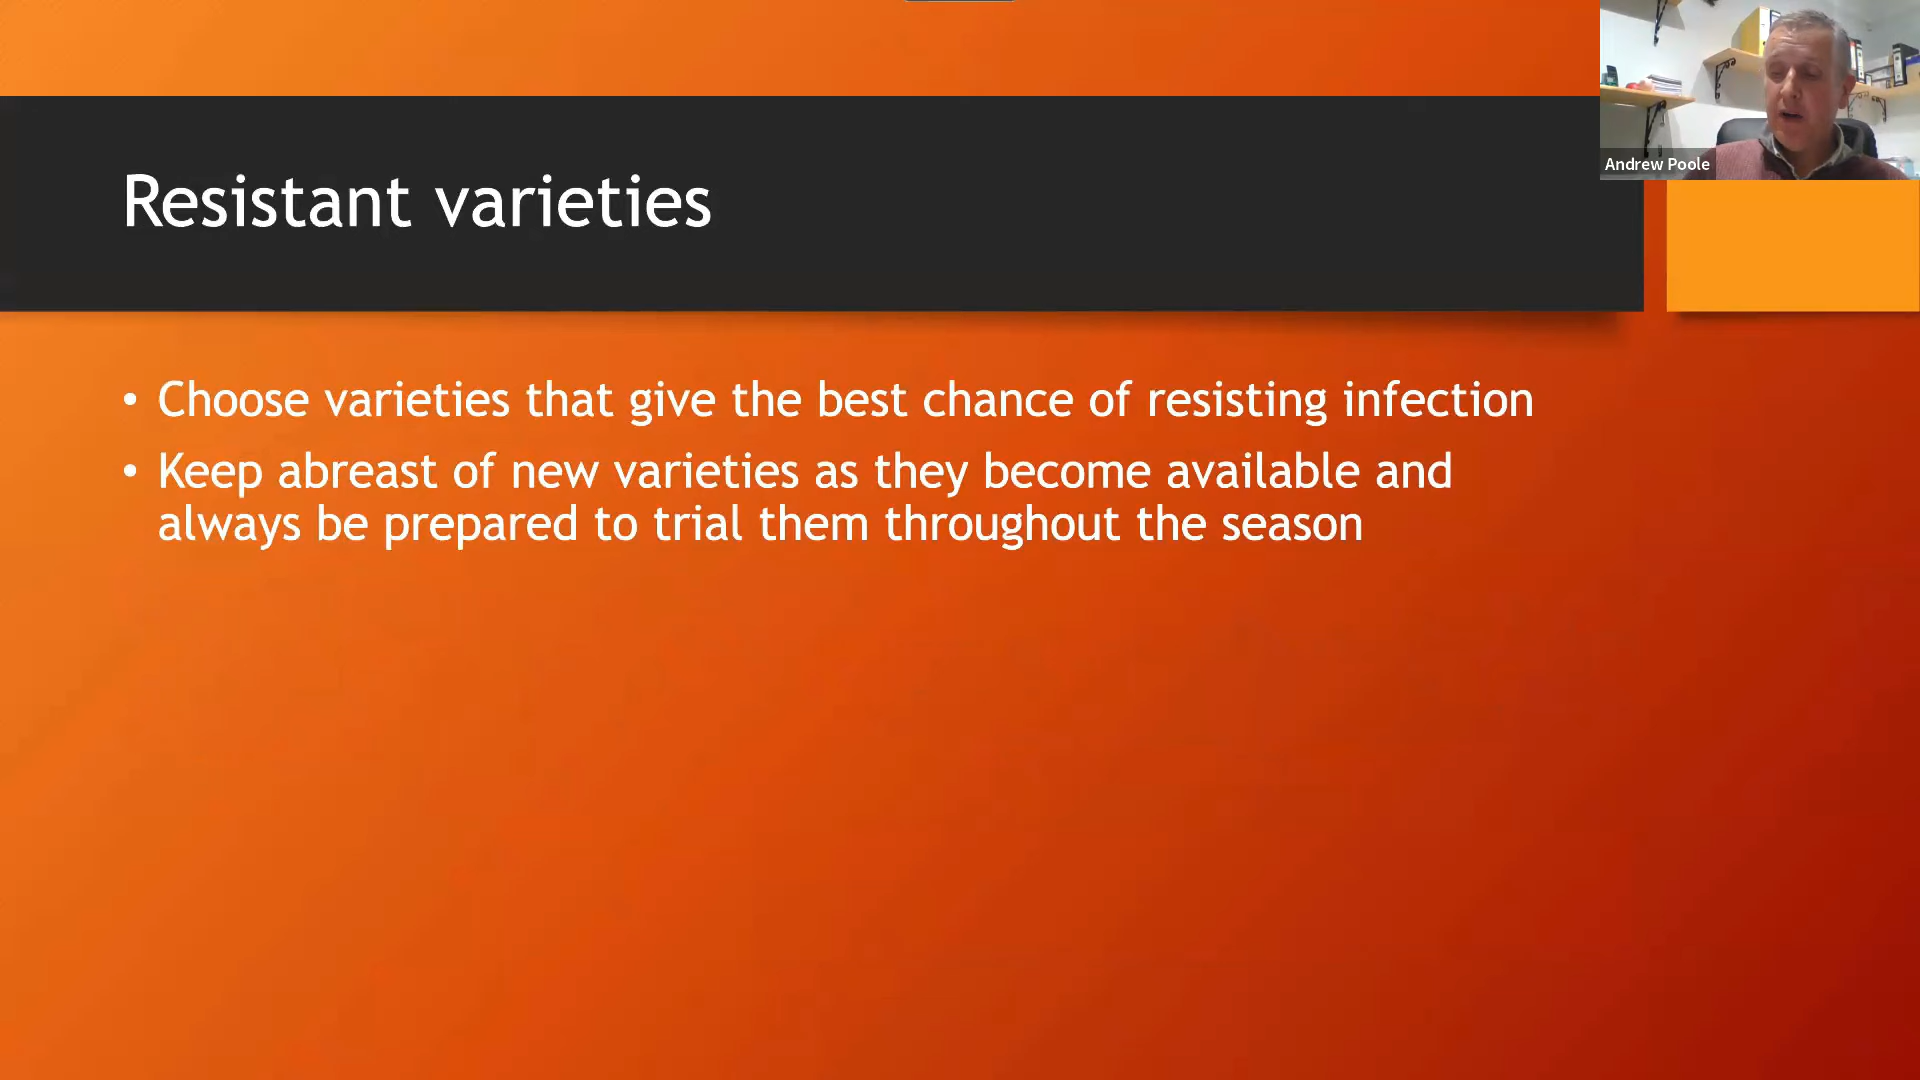 Andrew Poole
Resistant varieties
• Choose varieties that give the best chance of resisting infection
• Keep abreast of new varieties as they become available and
always be prepared to trial them throughout the season